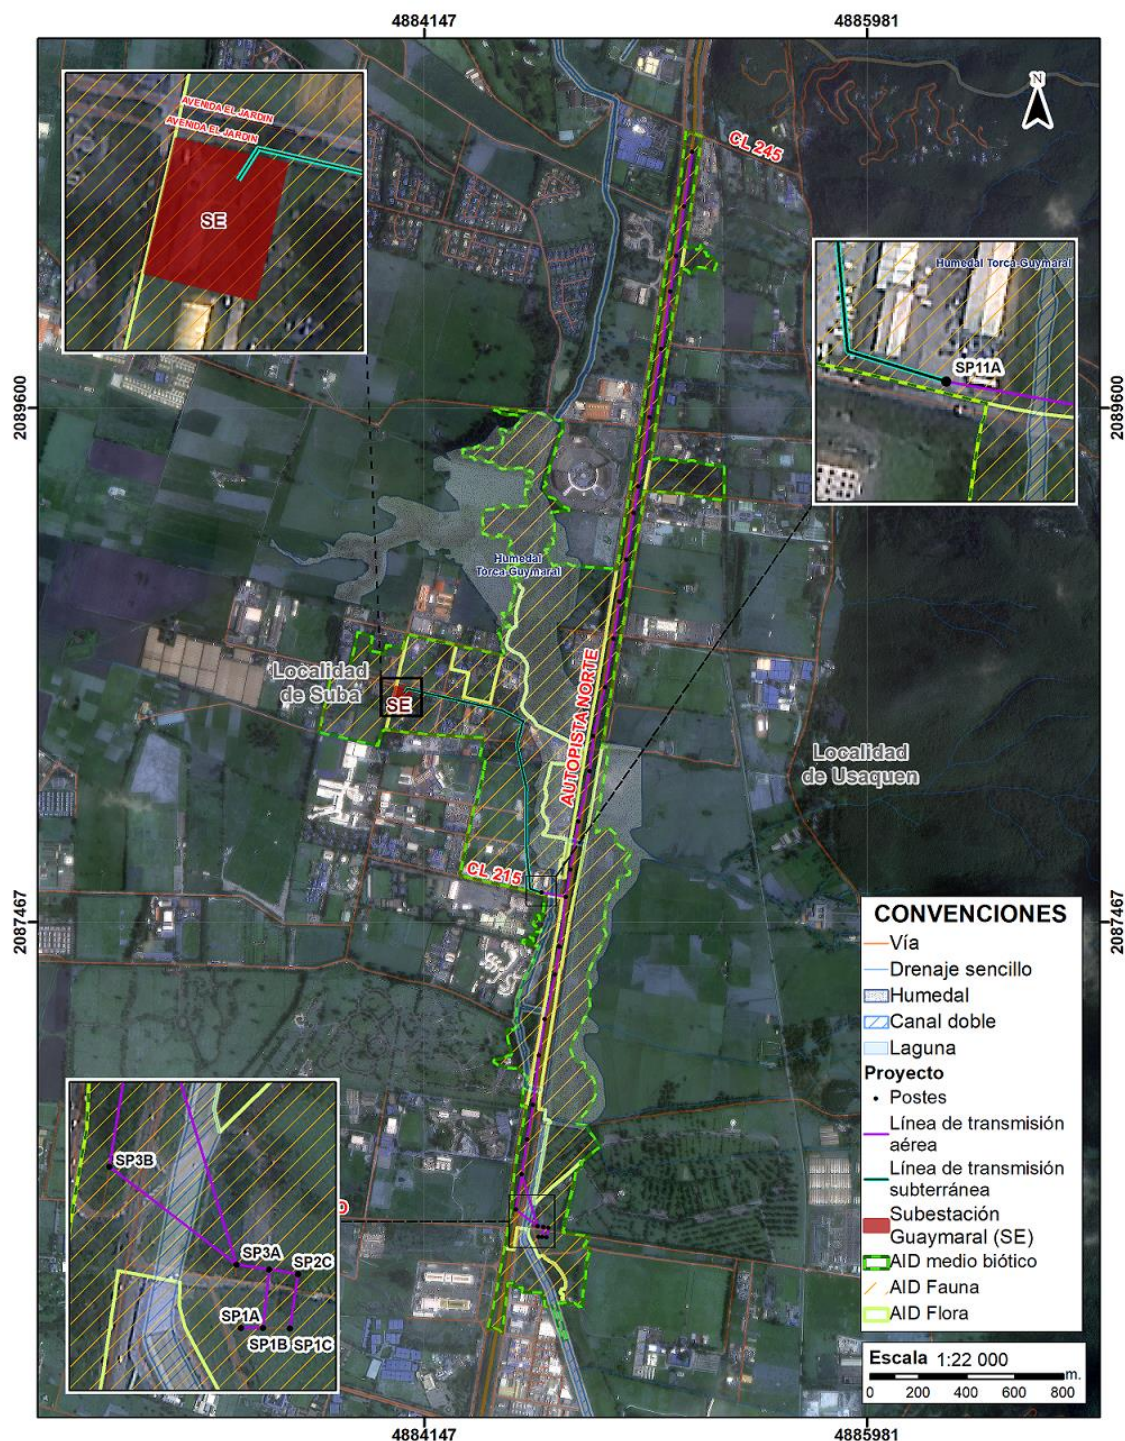 4884147
4885981
N
CL 245
AVENIDA EL JARDIN
AVENIDA EL JARDIN
SE
Humedal Torca-Guymaral
SP11A
2089600
2089600
Humedal
Torca-Guymaral
Localidad
de Suba
SE
AUTOPISTA NORTE
Localidad
de Usaquen
CL 215
2087467
2087467
CONVENCIONES
Vía
Drenaje sencillo
Humedal
Canal doble
Laguna
Proyecto
Postes
Línea de transmisión
aérea
Línea de transmisión
subterránea
Subestación
Guaymaral (SE)
AID medio biótico
AID Fauna
AID Flora
SP3B
SP3A
SP2C
SP1A
SP1B
SP1C
Escala 1:22 000
0 200 400 600 800 m.
4884147
4885981